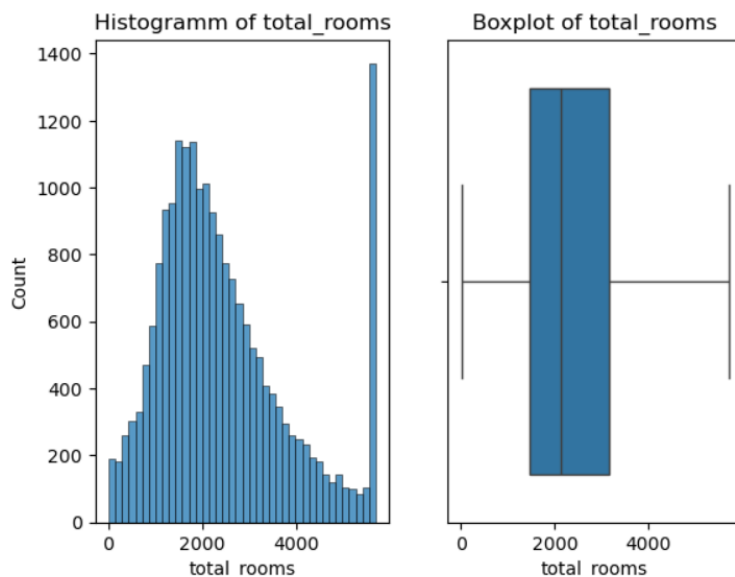 Histogramm of total_rooms
Boxplot of total_rooms
1400
1200
1000
800
600
400
200
0
Count
0 2000 4000
total_rooms
0 2000 4000
total_rooms